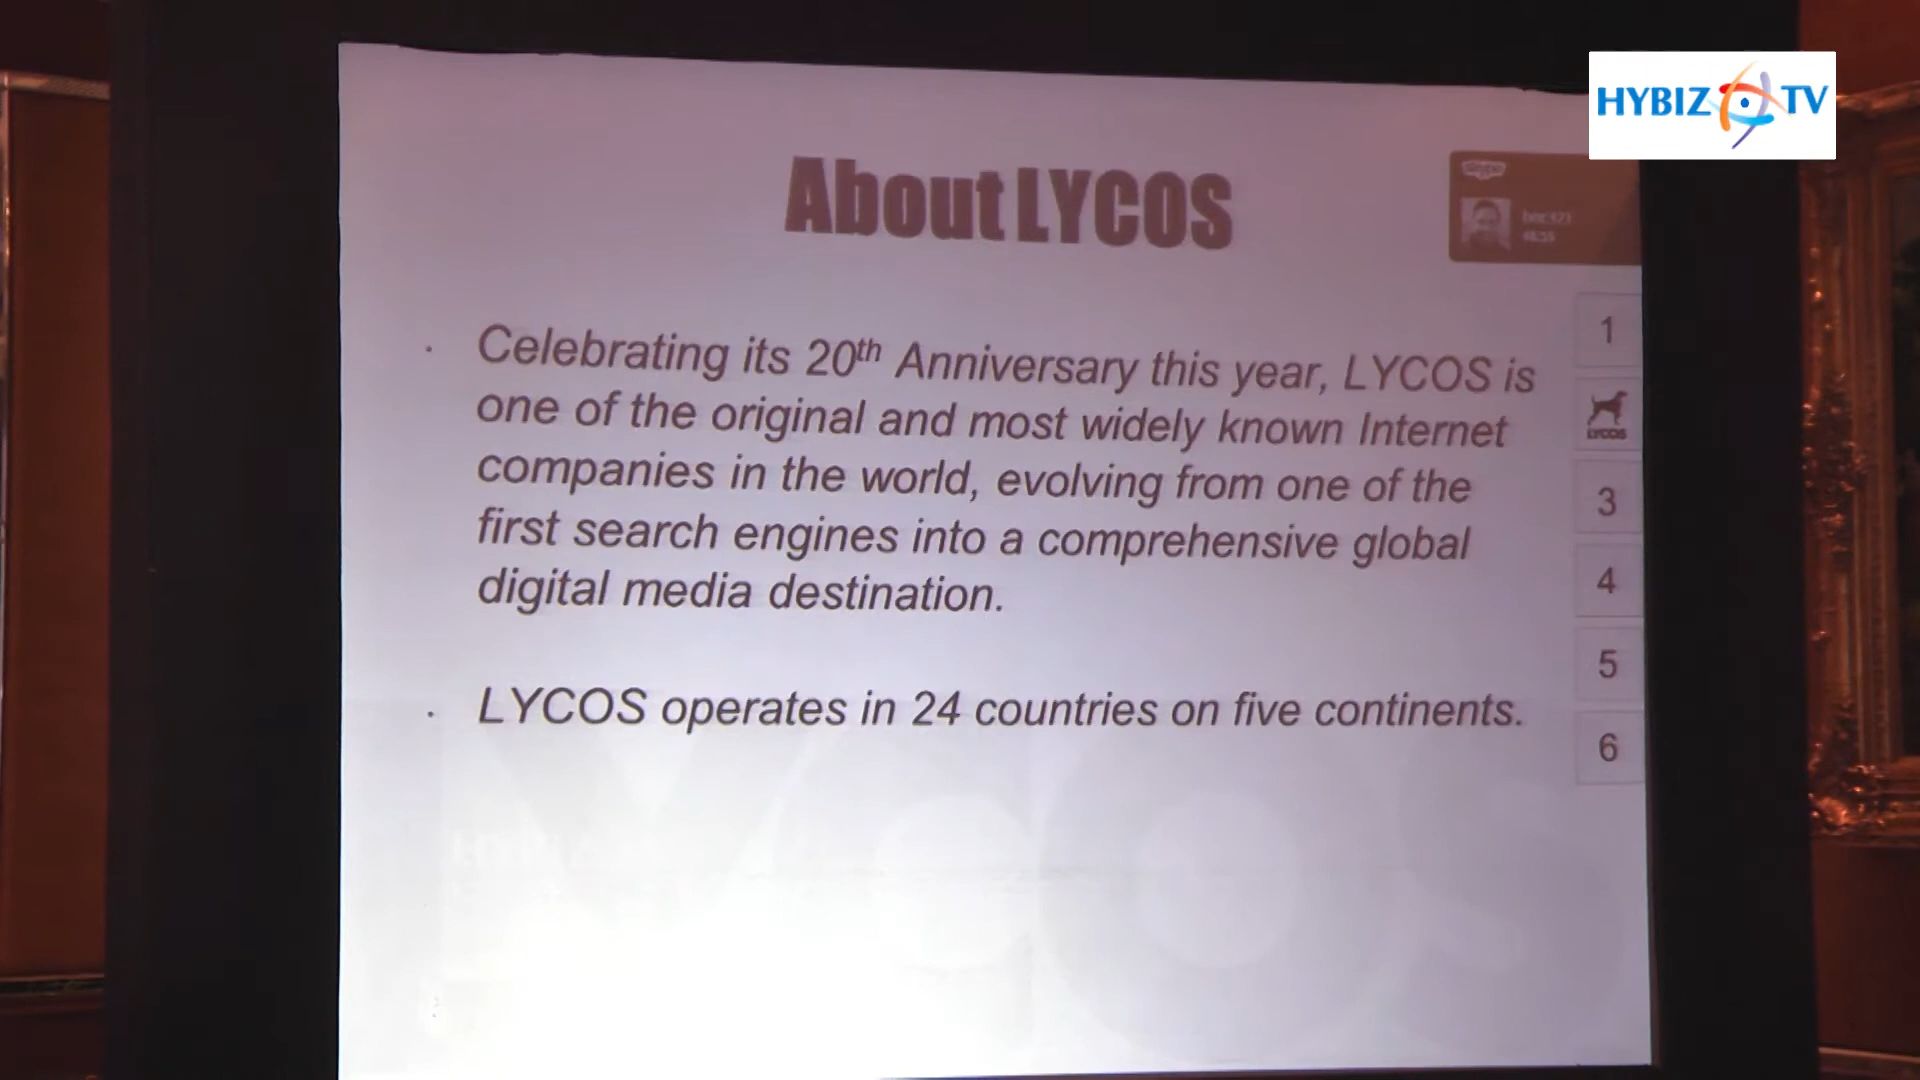 HYBIZ TV
About LYCOS
skype
Celebrating its 20th Anniversary this year, LYCOS is
one of the original and most widely known Internet
companies in the world, evolving from one of the
first search engines into a comprehensive global
digital media destination.
LYCOS operates in 24 countries on five continents.
1
LYCOS
3
4
5
6